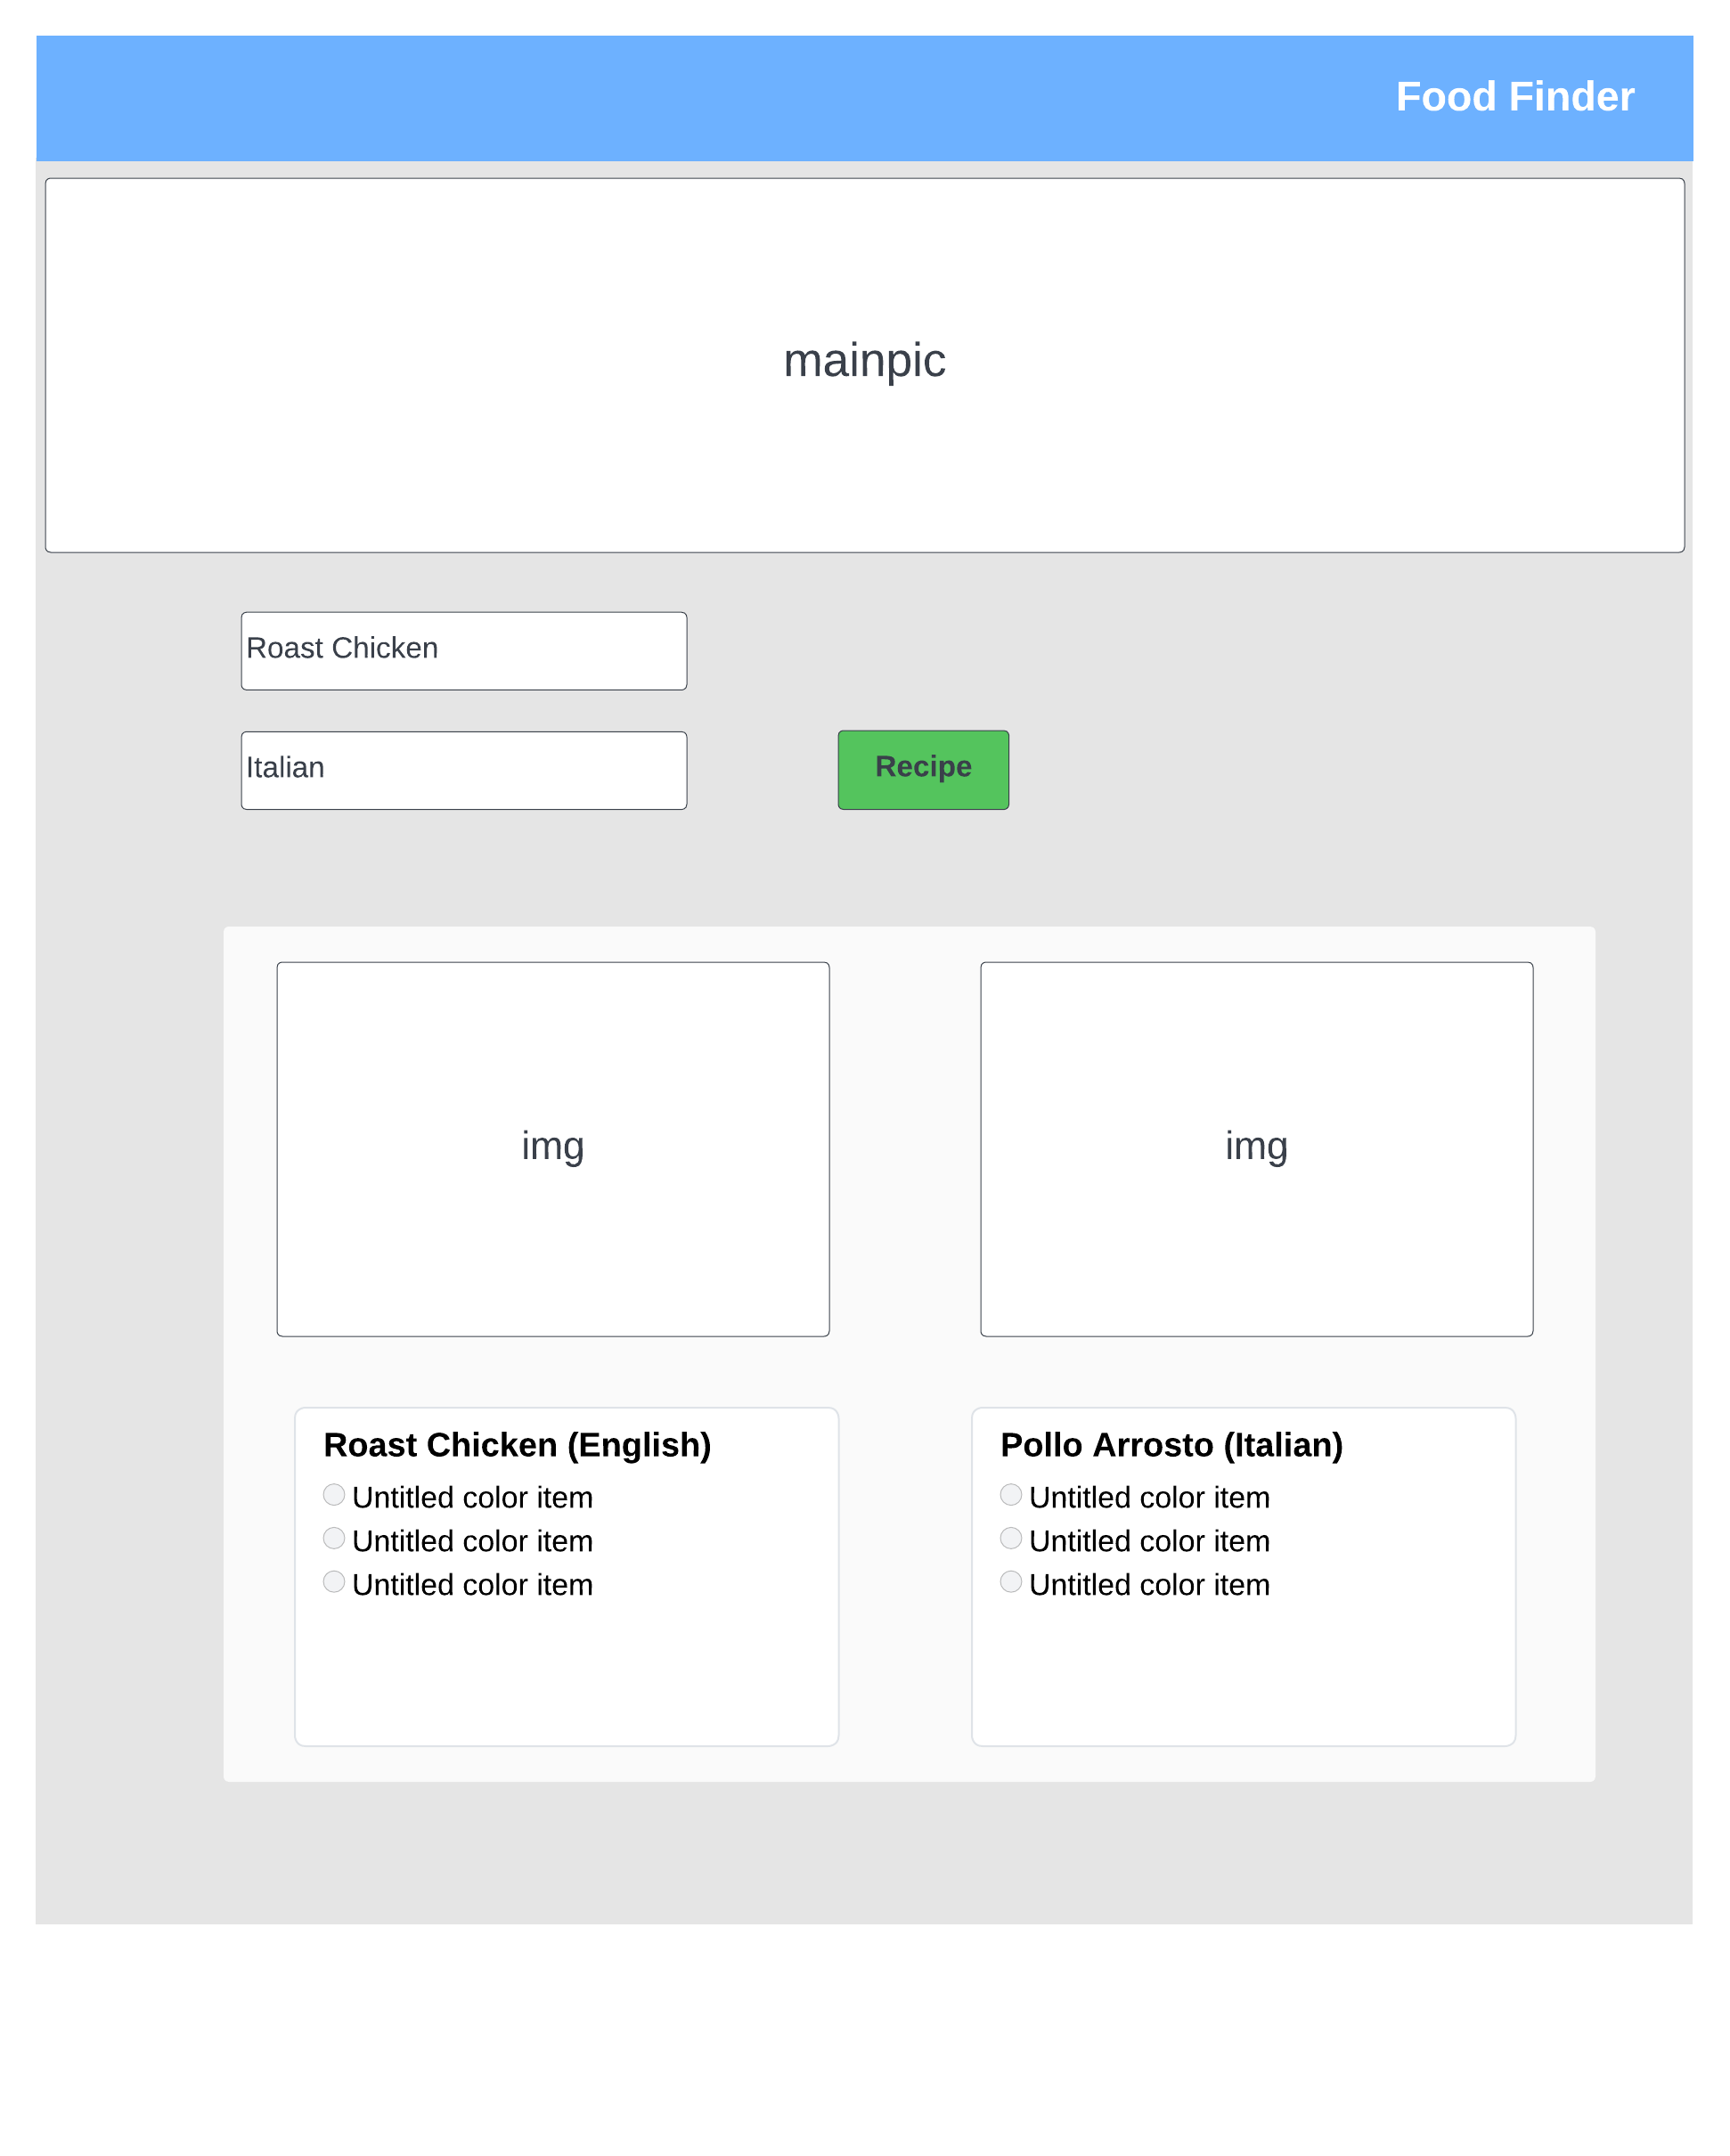 Food Finder
mainpic
Roast Chicken
Italian
Recipe
img
img
Roast Chicken (English)
Untitled color item
Untitled color item
Untitled color item
Pollo Arrosto (Italian)
Untitled color item
Untitled color item
Untitled color item